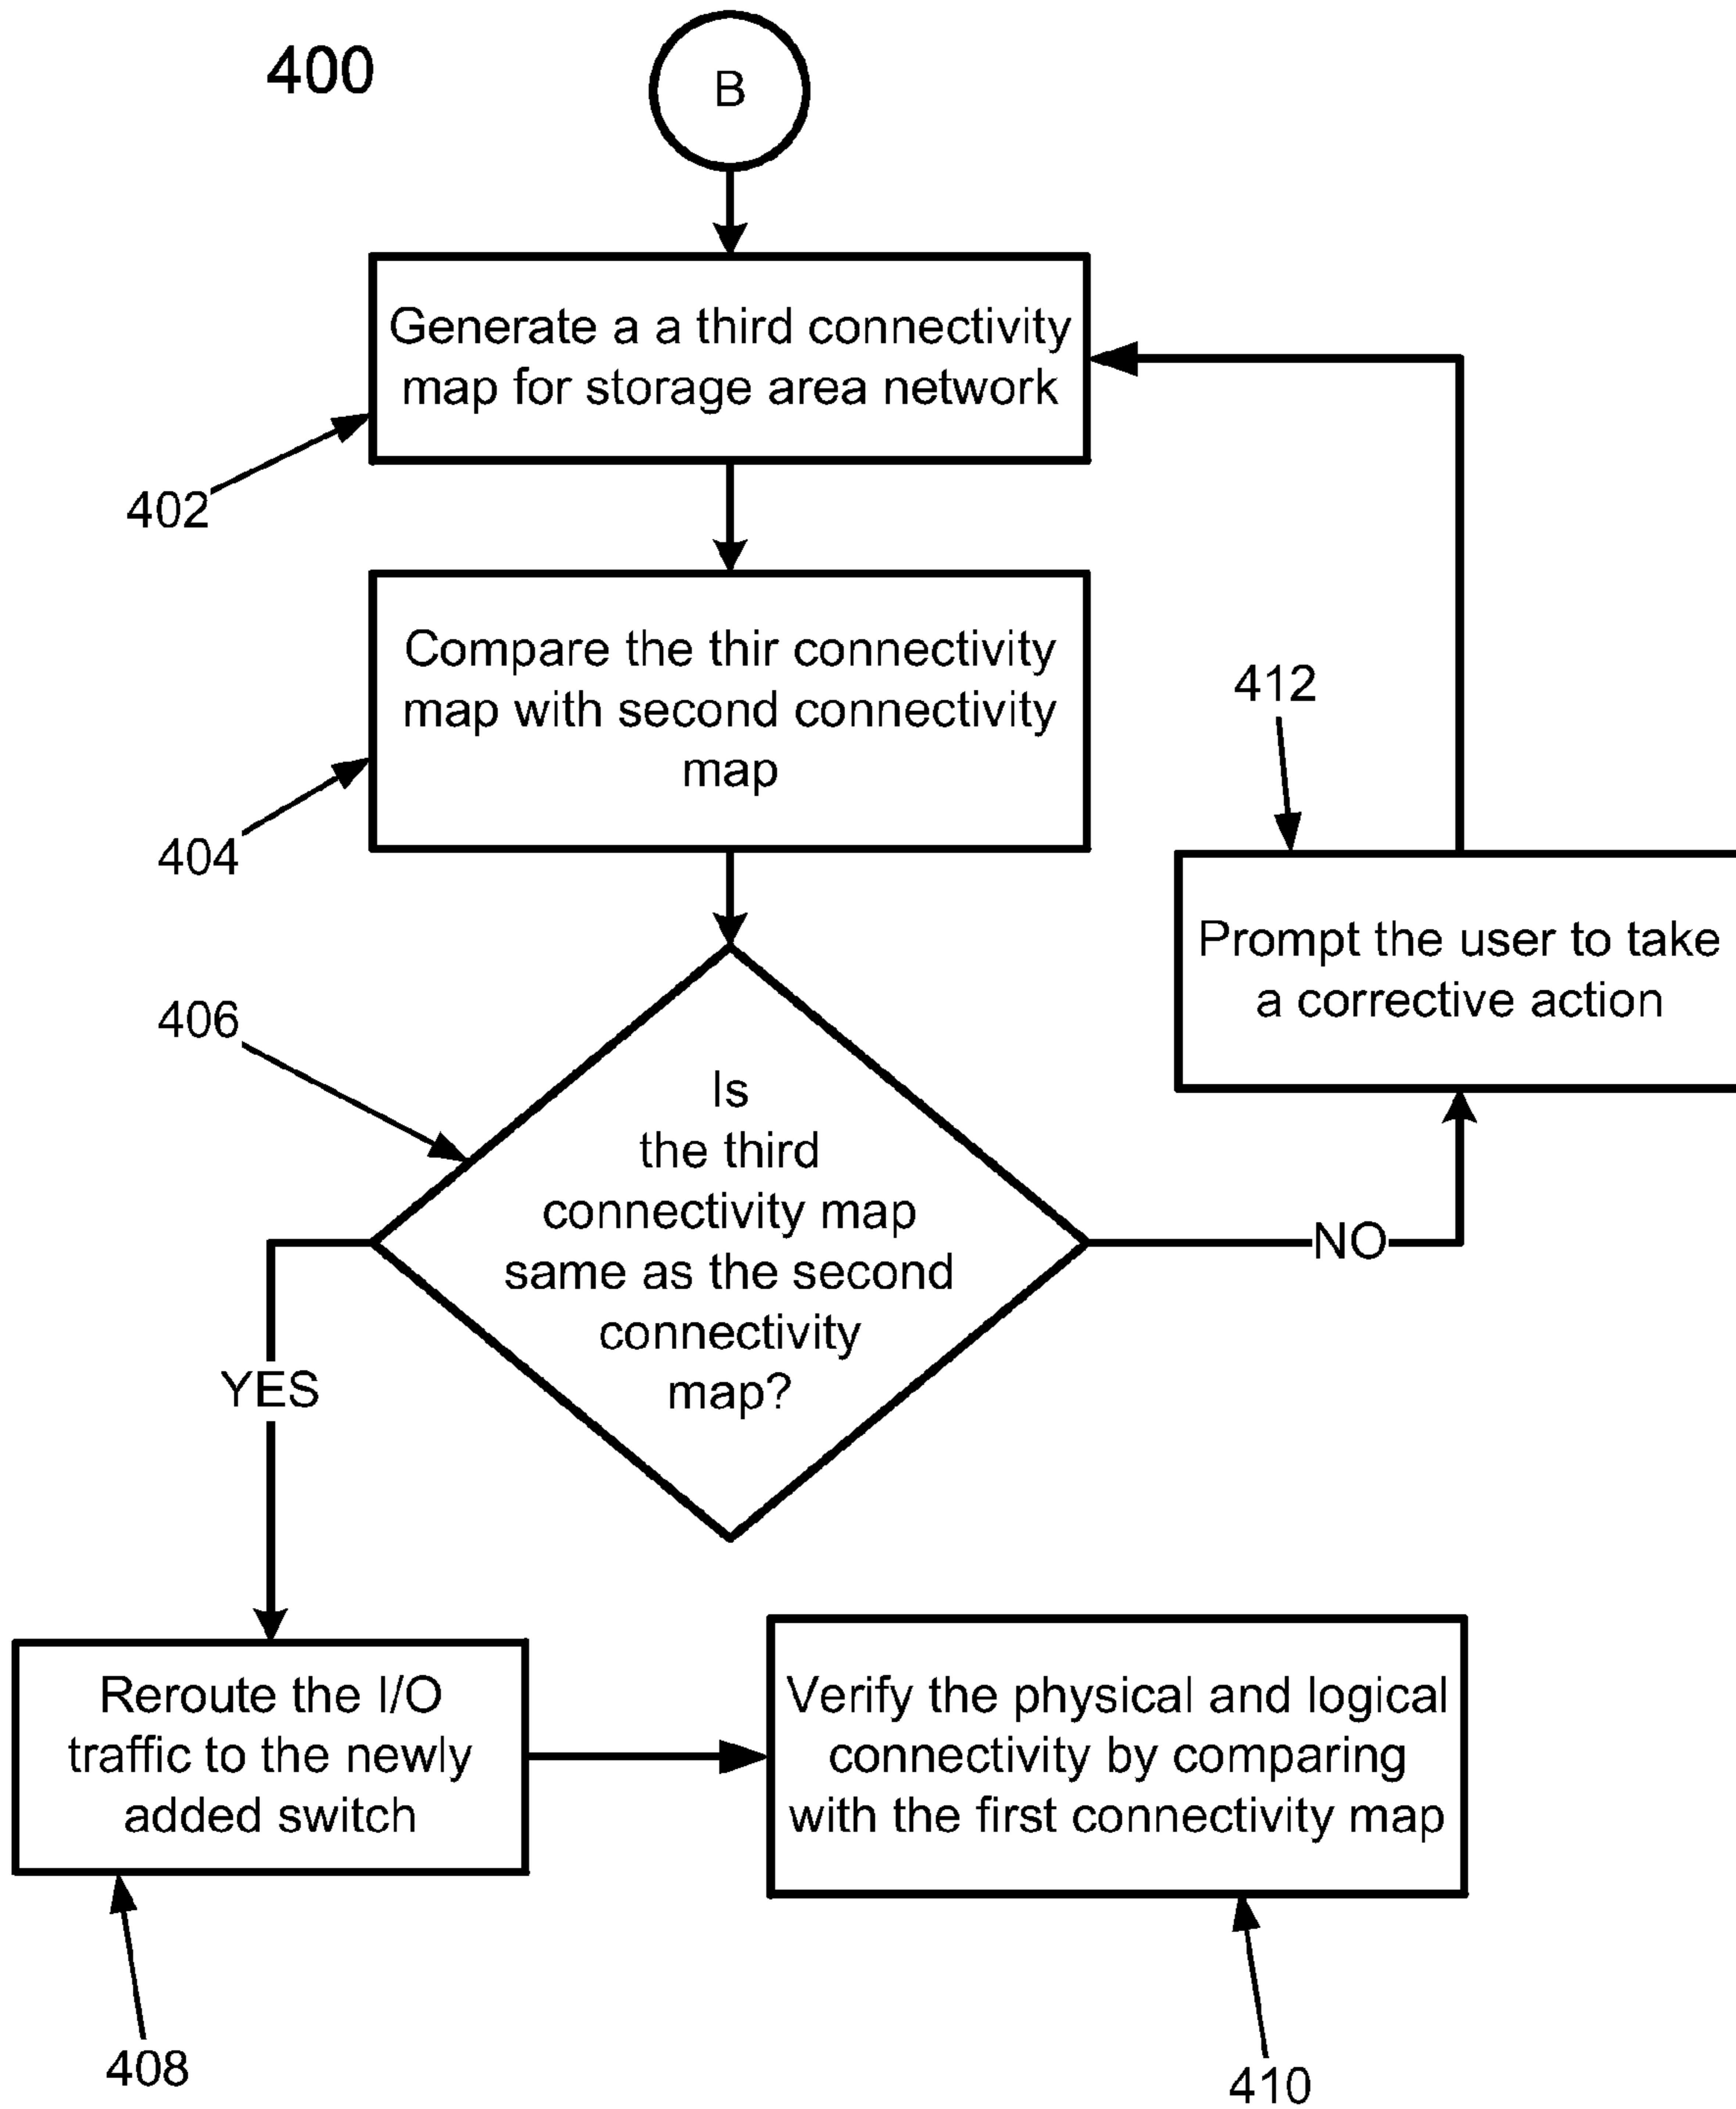 400
B
Generate a a third connectivity
map for storage area network
402
Compare the thir connectivity
map with second connectivity
map
404
412
Prompt the user to take
a corrective action
406
Is
the third
connectivity map
same as the second
connectivity
map?
NO
YES
Reroute the I/O
traffic to the newly
added switch
Verify the physical and logical
connectivity by comparing
with the first connectivity map
408
410